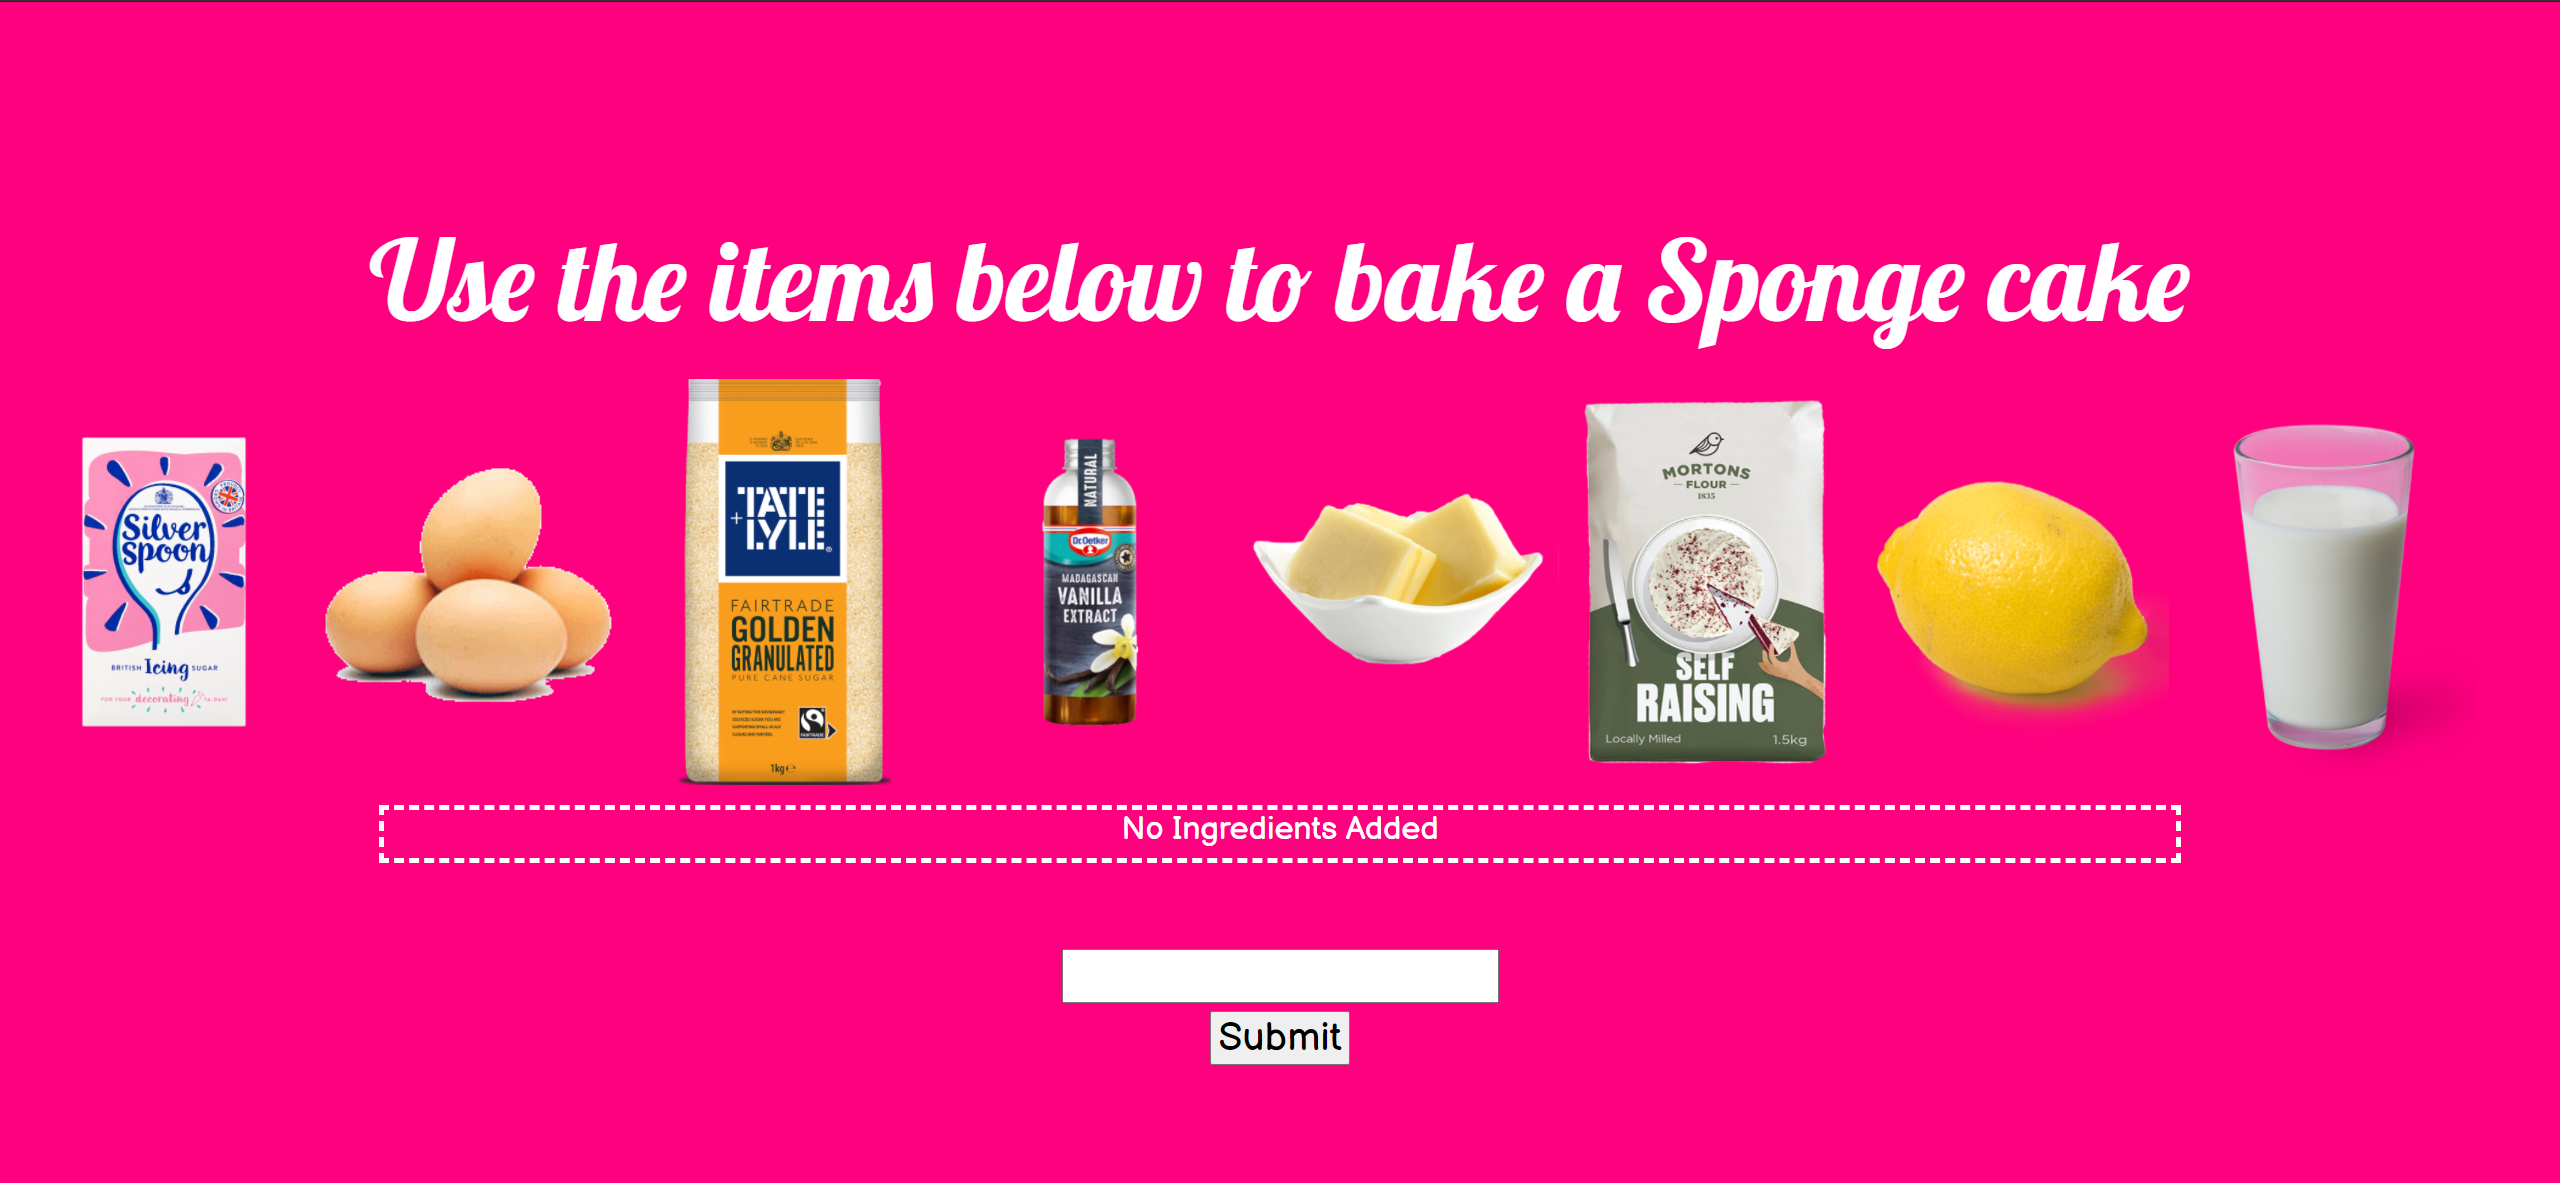 Use the items below to bake a Sponge cake
Silver
spoon
BRITISH Icing SUGAR
FOR YOUR decorating TA-DAH!
TATE
+LYLE
FAIRTRADE
GOLDEN
GRANULATED
PURE CANE SUGAR
FAIRTRADE
1kg e
NATURAL
Dr.Oetker
MADAGASCAN
VANILLA
EXTRACT
MORTONS
FLOUR
1835
SELF
RAISING
Locally Milled 1.5kg
No Ingredients Added
Submit